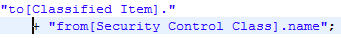 "to[Classified Item]."
+ "from[Security Control Class].name";